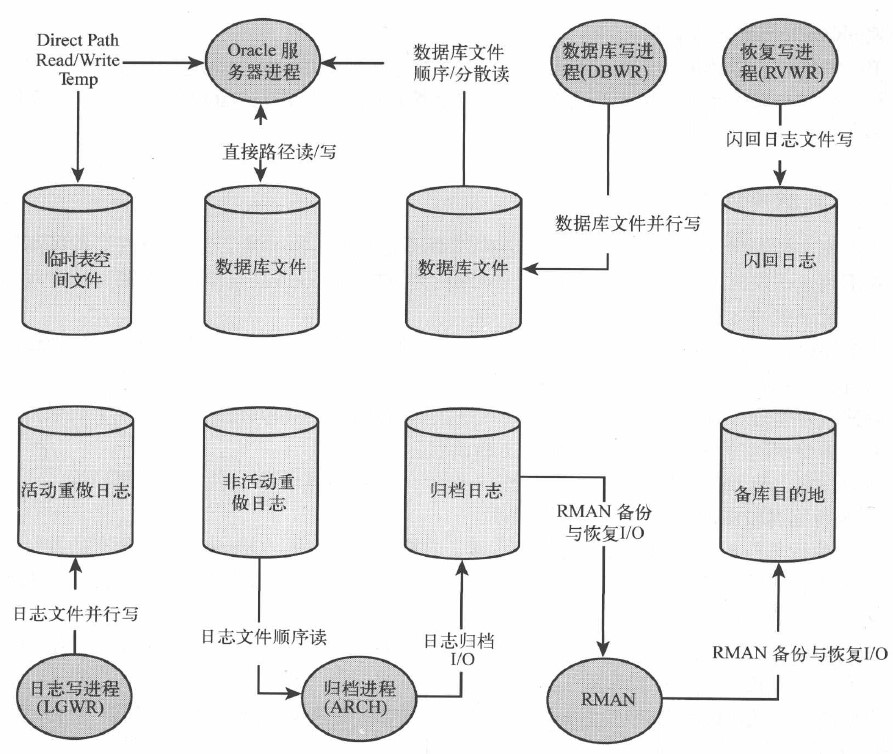 Direct Path
Read/Write
Temp
Oracle 服
务器进程
数据库文件
顺序/分散读
数据库写进
程(DBWR)
恢复写进
程(RVWR)
直接路径读/写
闪回日志文件写
数据库文件并行写
临时表空
间文件
数据库文件
数据库文件
闪回日志
活动重做日志
非活动重
做日志
归档日志
RMAN 备份
与恢复I/O
备库目的地
日志文件并行写
日志文件顺序读
日志归档
I/O
RMAN 备份与恢复I/O
日志写进程
(LGWR)
归档进程
(ARCH)
RMAN